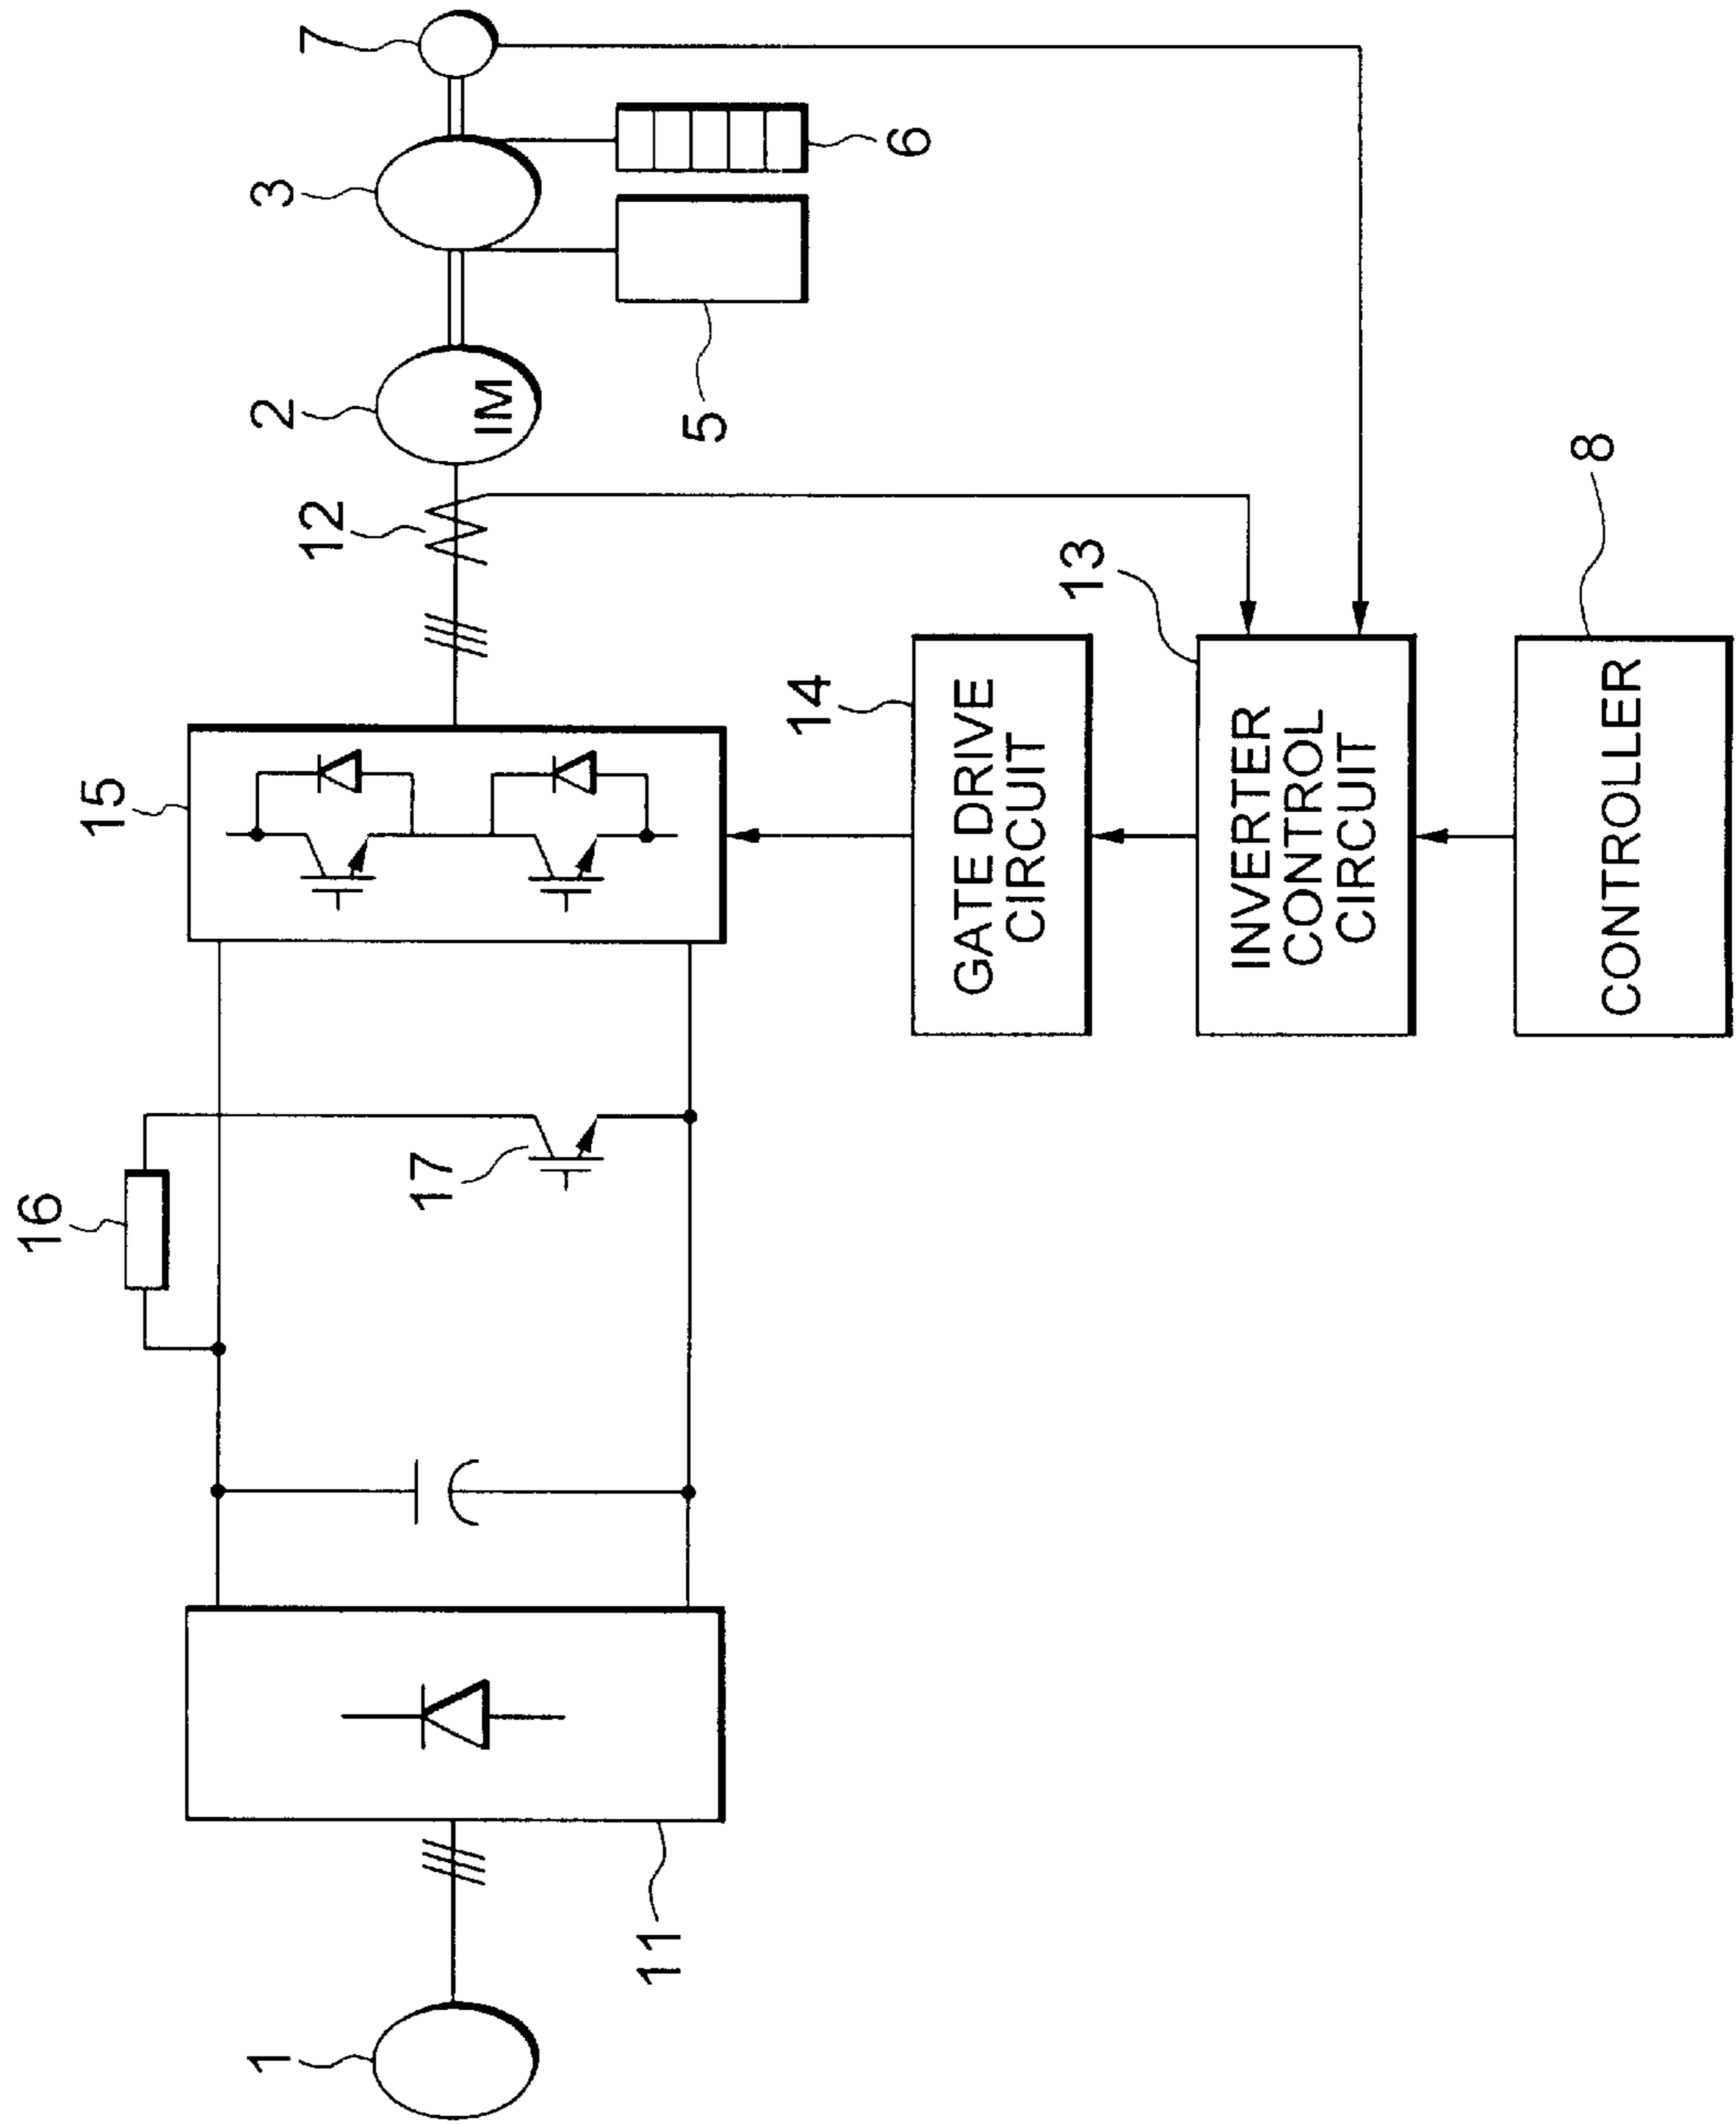 16
15
1
12
2
3
7
IM
17
11
5
6
14
GATE DRIVE
CIRCUIT
13
INVERTER
CONTROL
CIRCUIT
8
CONTROLLER